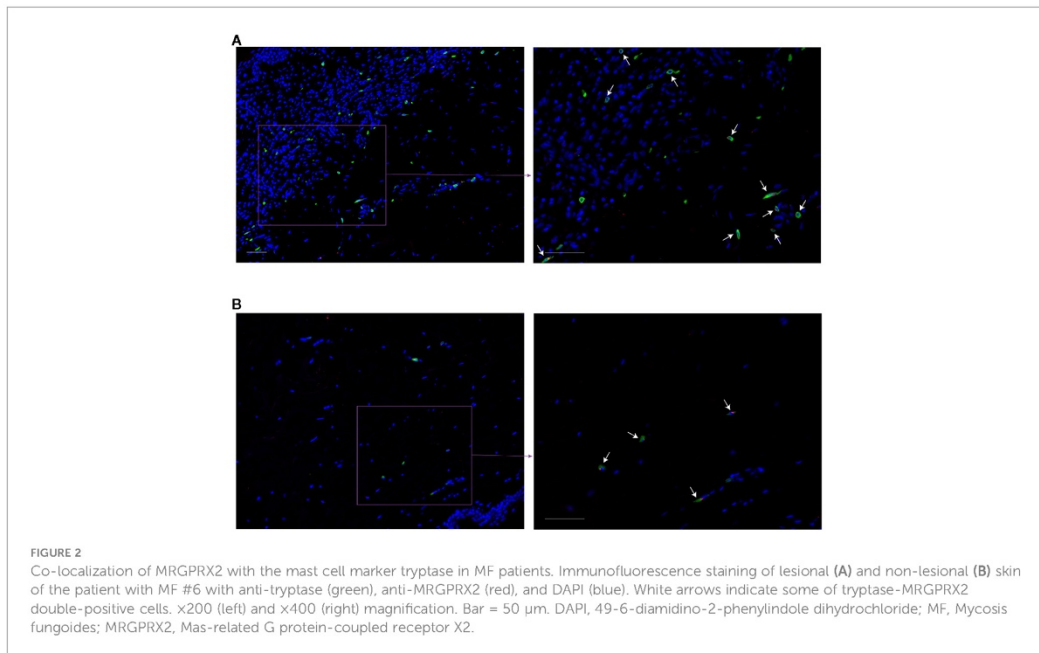 A
B
FIGURE 2
Co-localization of MRGPRX2 with the mast cell marker tryptase in MF patients. Immunofluorescence staining of lesional (A) and non-lesional (B) skin
of the patient with MF #6 with anti-tryptase (green), anti-MRGPRX2 (red), and DAPI (blue). White arrows indicate some of tryptase-MRGPRX2
double-positive cells. ×200 (left) and ×400 (right) magnification. Bar = 50 μm. DAPI, 49-6-diamidino-2-phenylindole dihydrochloride; MF, Mycosis
fungoides; MRGPRX2, Mas-related G protein-coupled receptor X2.